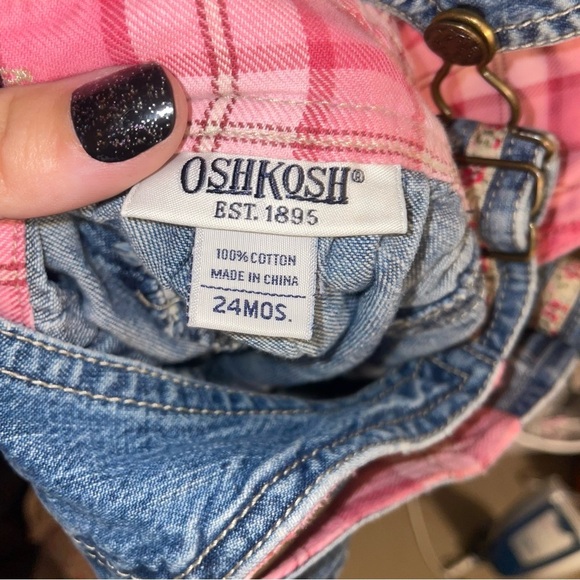 OSHKOSH®
EST. 1895
100% COTTON
MADE IN CHINA
24MOS.